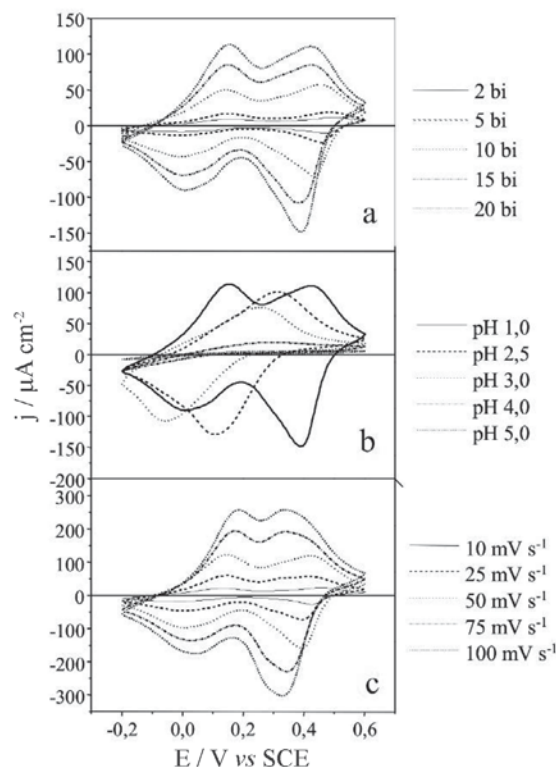 150
100
50
0
-50
-100
-150
a
2 bi
5 bi
10 bi
15 bi
20 bi
150
100
50
0
-50
-100
-150
-200
b
pH 1,0
pH 2,5
pH 3,0
pH 4,0
pH 5,0
j / µA cm⁻²
300
200
100
0
-100
-200
-300
c
10 mV s⁻¹
25 mV s⁻¹
50 mV s⁻¹
75 mV s⁻¹
100 mV s⁻¹
-0,2 0,0 0,2 0,4 0,6
E / V vs SCE